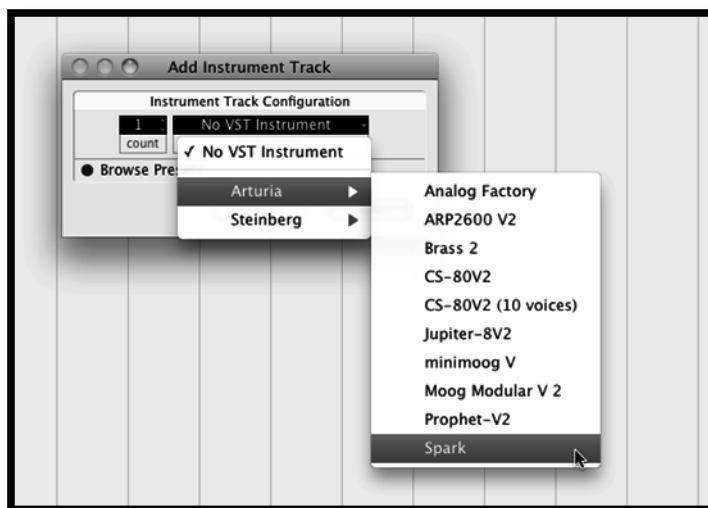 Add Instrument Track
Instrument Track Configuration
1 No VST Instrument
count
✓ No VST Instrument
Browse Pre
Arturia
Steinberg
Analog Factory
ARP2600 V2
Brass 2
CS-80V2
CS-80V2 (10 voices)
Jupiter-8V2
minimoog V
Moog Modular V 2
Prophet-V2
Spark